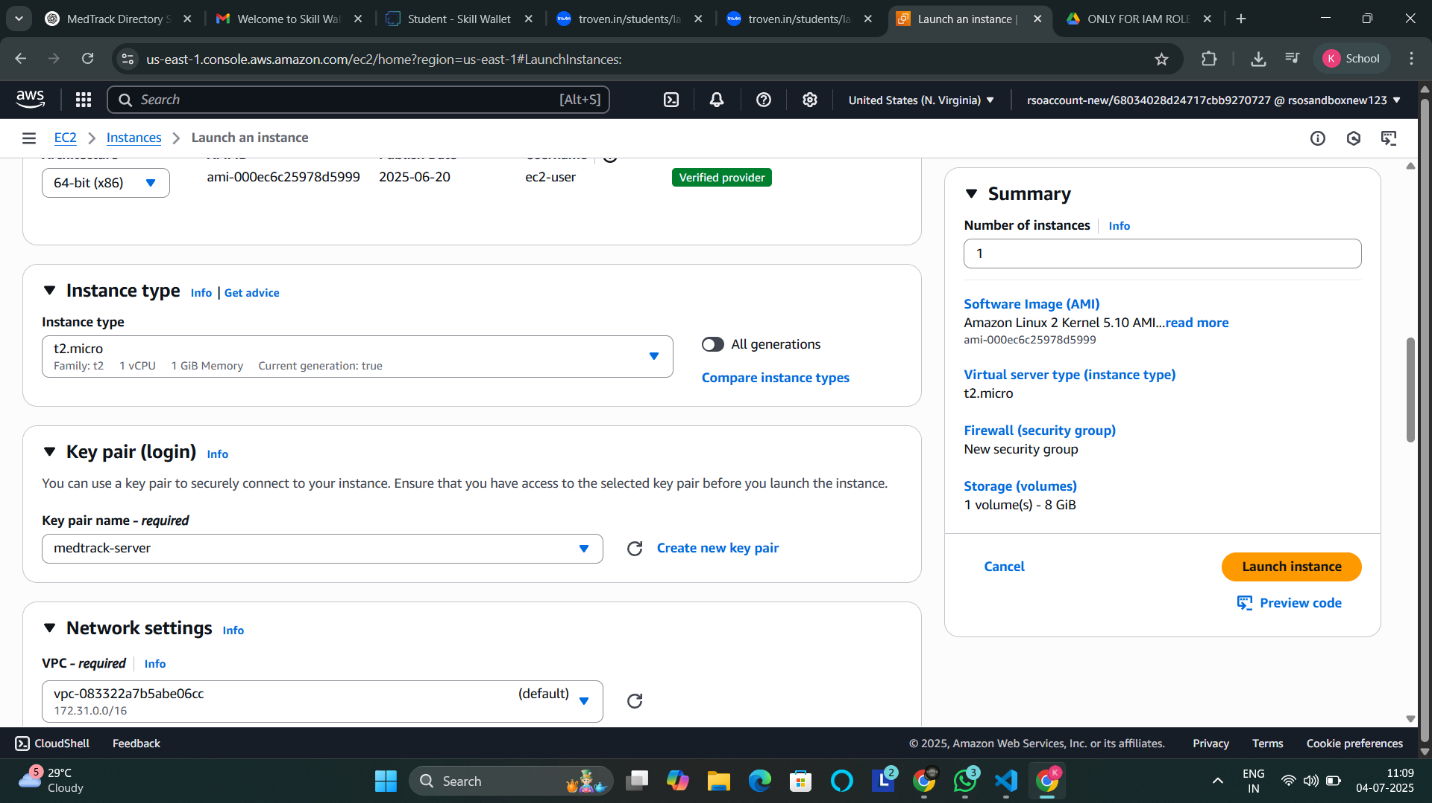 MedTrack Directory S
Welcome to Skill Wal
Student - Skill Wallet
troven.in/students/la
troven.in/students/la
Launch an instance |
ONLY FOR IAM ROLE
us-east-1.console.aws.amazon.com/ec2/home?region=us-east-1#LaunchInstances:
K School
aws
Search [Alt+S]
United States (N. Virginia)
rsoaccount-new/68034028d24717cbb9270727 @ rsosandboxnew123
EC2 Instances Launch an instance
64-bit (x86)
ami-000ec6c25978d5999
2025-06-20
ec2-user
Verified provider
Instance type Info | Get advice
Instance type
t2.micro
Family: t2 1 vCPU 1 GiB Memory Current generation: true
All generations
Compare instance types
Key pair (login) Info
You can use a key pair to securely connect to your instance. Ensure that you have access to the selected key pair before you launch the instance.
Key pair name - required
medtrack-server
Create new key pair
Network settings Info
VPC - required Info
vpc-083322a7b5abe06cc (default)
172.31.0.0/16
Summary
Number of instances Info
1
Software Image (AMI)
Amazon Linux 2 Kernel 5.10 AMI...read more
ami-000ec6c25978d5999
Virtual server type (instance type)
t2.micro
Firewall (security group)
New security group
Storage (volumes)
1 volume(s) - 8 GiB
Cancel Launch instance
Preview code
CloudShell Feedback
© 2025, Amazon Web Services, Inc. or its affiliates. Privacy Terms Cookie preferences
5
29°C
Cloudy
Search
L 2
3
K
ENG
IN
11:09
04-07-2025